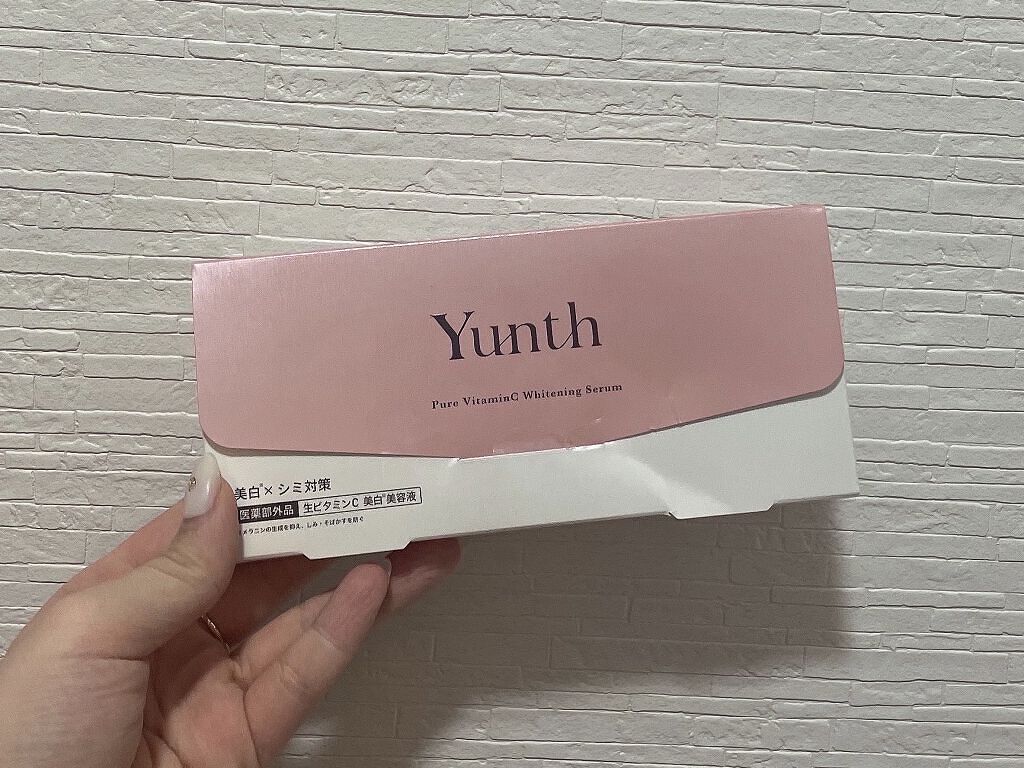 Yunth
Pure VitaminC Whitening Serum
美白※× シミ対策
医薬部外品 生ビタミンC 美白※美容液
※メラニンの生成を抑え、しみ・そばかすを防ぐ